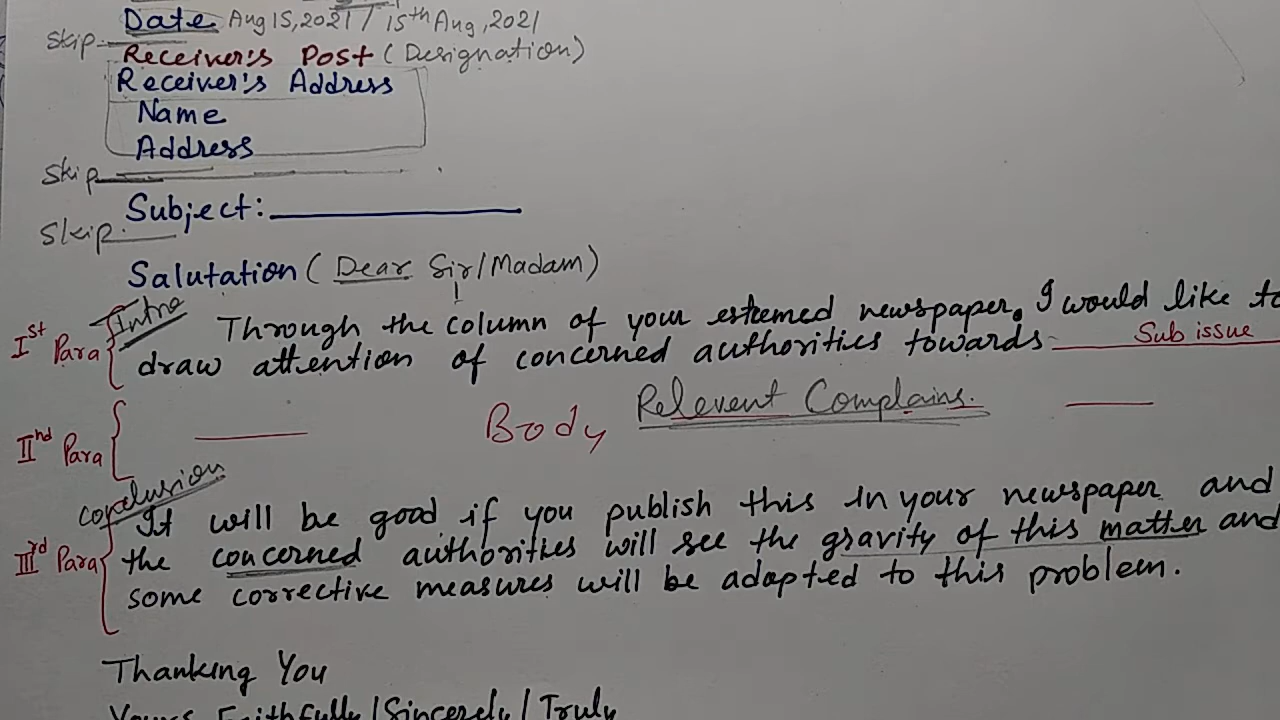 Date Aug 15, 2021 / 15th Aug, 2021
Skip
Receiver's Post (Designation)
Receiver's Address
Name
Address
Skip
Subject:
Skip
Salutation (Dear Sir/Madam)
Intro
Ist Para Through the column of your esteemed newspaper. I would like to
draw attention of concerned authorities towards Sub issue
IInd Para Body Relevent Complains.
Conclusion
It will be good if you publish this in your newspaper and
IIIrd Para the concerned authorities will see the gravity of this matter and
some corrective measures will be adapted to this problem.
Thanking You
Yours Faithfully / Sincerely / Truly